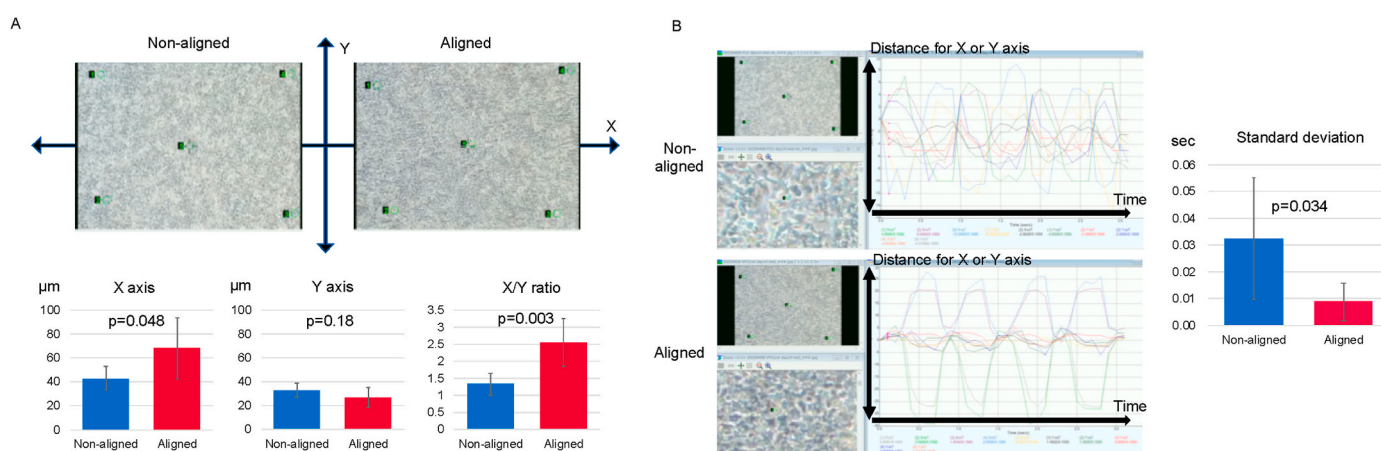 A
Non-aligned
Y
Aligned
X
µm
X axis
p=0.048
100
80
60
40
20
0
Non-aligned
Aligned
µm
Y axis
p=0.18
100
80
60
40
20
0
Non-aligned
Aligned
X/Y ratio
p=0.003
3.5
3
2.5
2
1.5
1
0.5
0
Non-aligned
Aligned
B
Distance for X or Y axis
Non-
aligned
Time
Distance for X or Y axis
Aligned
Time
sec
Standard deviation
p=0.034
0.06
0.05
0.04
0.03
0.02
0.01
0.00
Non-aligned
Aligned